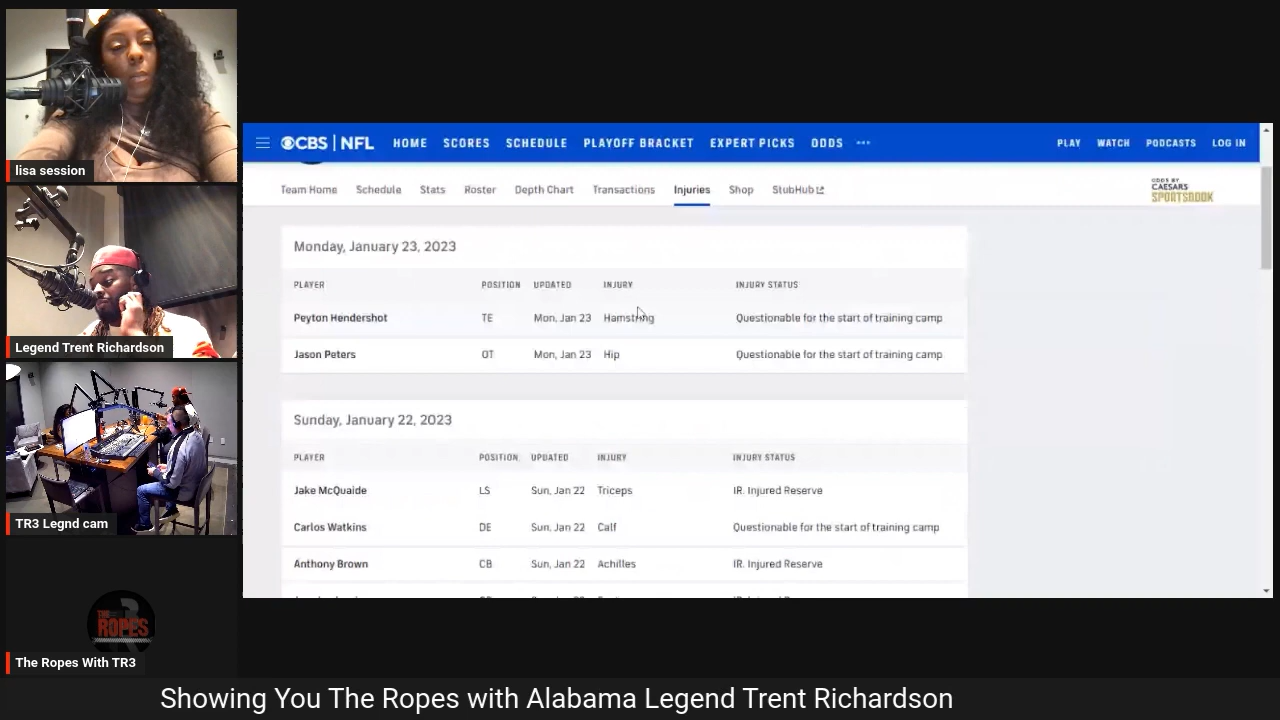 lisa session
Legend Trent Richardson
TR3 Legnd cam
THE
ROPES
The Ropes With TR3
CBS NFL HOME SCORES SCHEDULE PLAYOFF BRACKET EXPERT PICKS ODDS ••• PLAY WATCH PODCASTS LOG IN
Team Home Schedule Stats Roster Depth Chart Transactions Injuries Shop StubHub
ODDS BY
CAESARS
SPORTSBOOK
Monday, January 23, 2023
PLAYER POSITION UPDATED INJURY INJURY STATUS
Peyton Hendershot TE Mon, Jan 23 Hamstring Questionable for the start of training camp
Jason Peters OT Mon, Jan 23 Hip Questionable for the start of training camp
Sunday, January 22, 2023
PLAYER POSITION UPDATED INJURY INJURY STATUS
Jake McQuaide LS Sun, Jan 22 Triceps IR. Injured Reserve
Carlos Watkins DE Sun, Jan 22 Calf Questionable for the start of training camp
Anthony Brown CB Sun, Jan 22 Achilles IR. Injured Reserve
Showing You The Ropes with Alabama Legend Trent Richardson